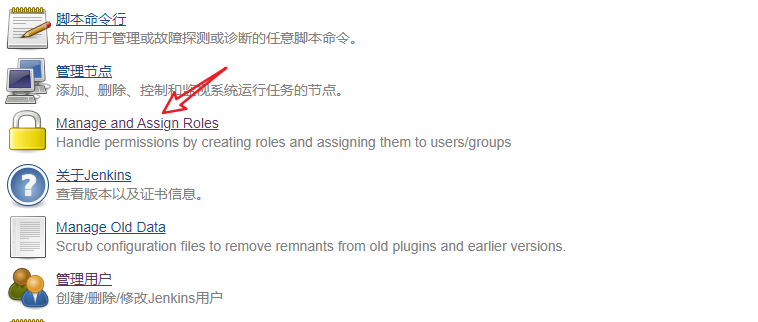 脚本命令行
执行用于管理或故障探测或诊断的任意脚本命令。
管理节点
添加、删除、控制和监视系统运行任务的节点。
Manage and Assign Roles
Handle permissions by creating roles and assigning them to users/groups
关于Jenkins
查看版本以及证书信息。
Manage Old Data
Scrub configuration files to remove remnants from old plugins and earlier versions.
管理用户
创建/删除/修改Jenkins用户